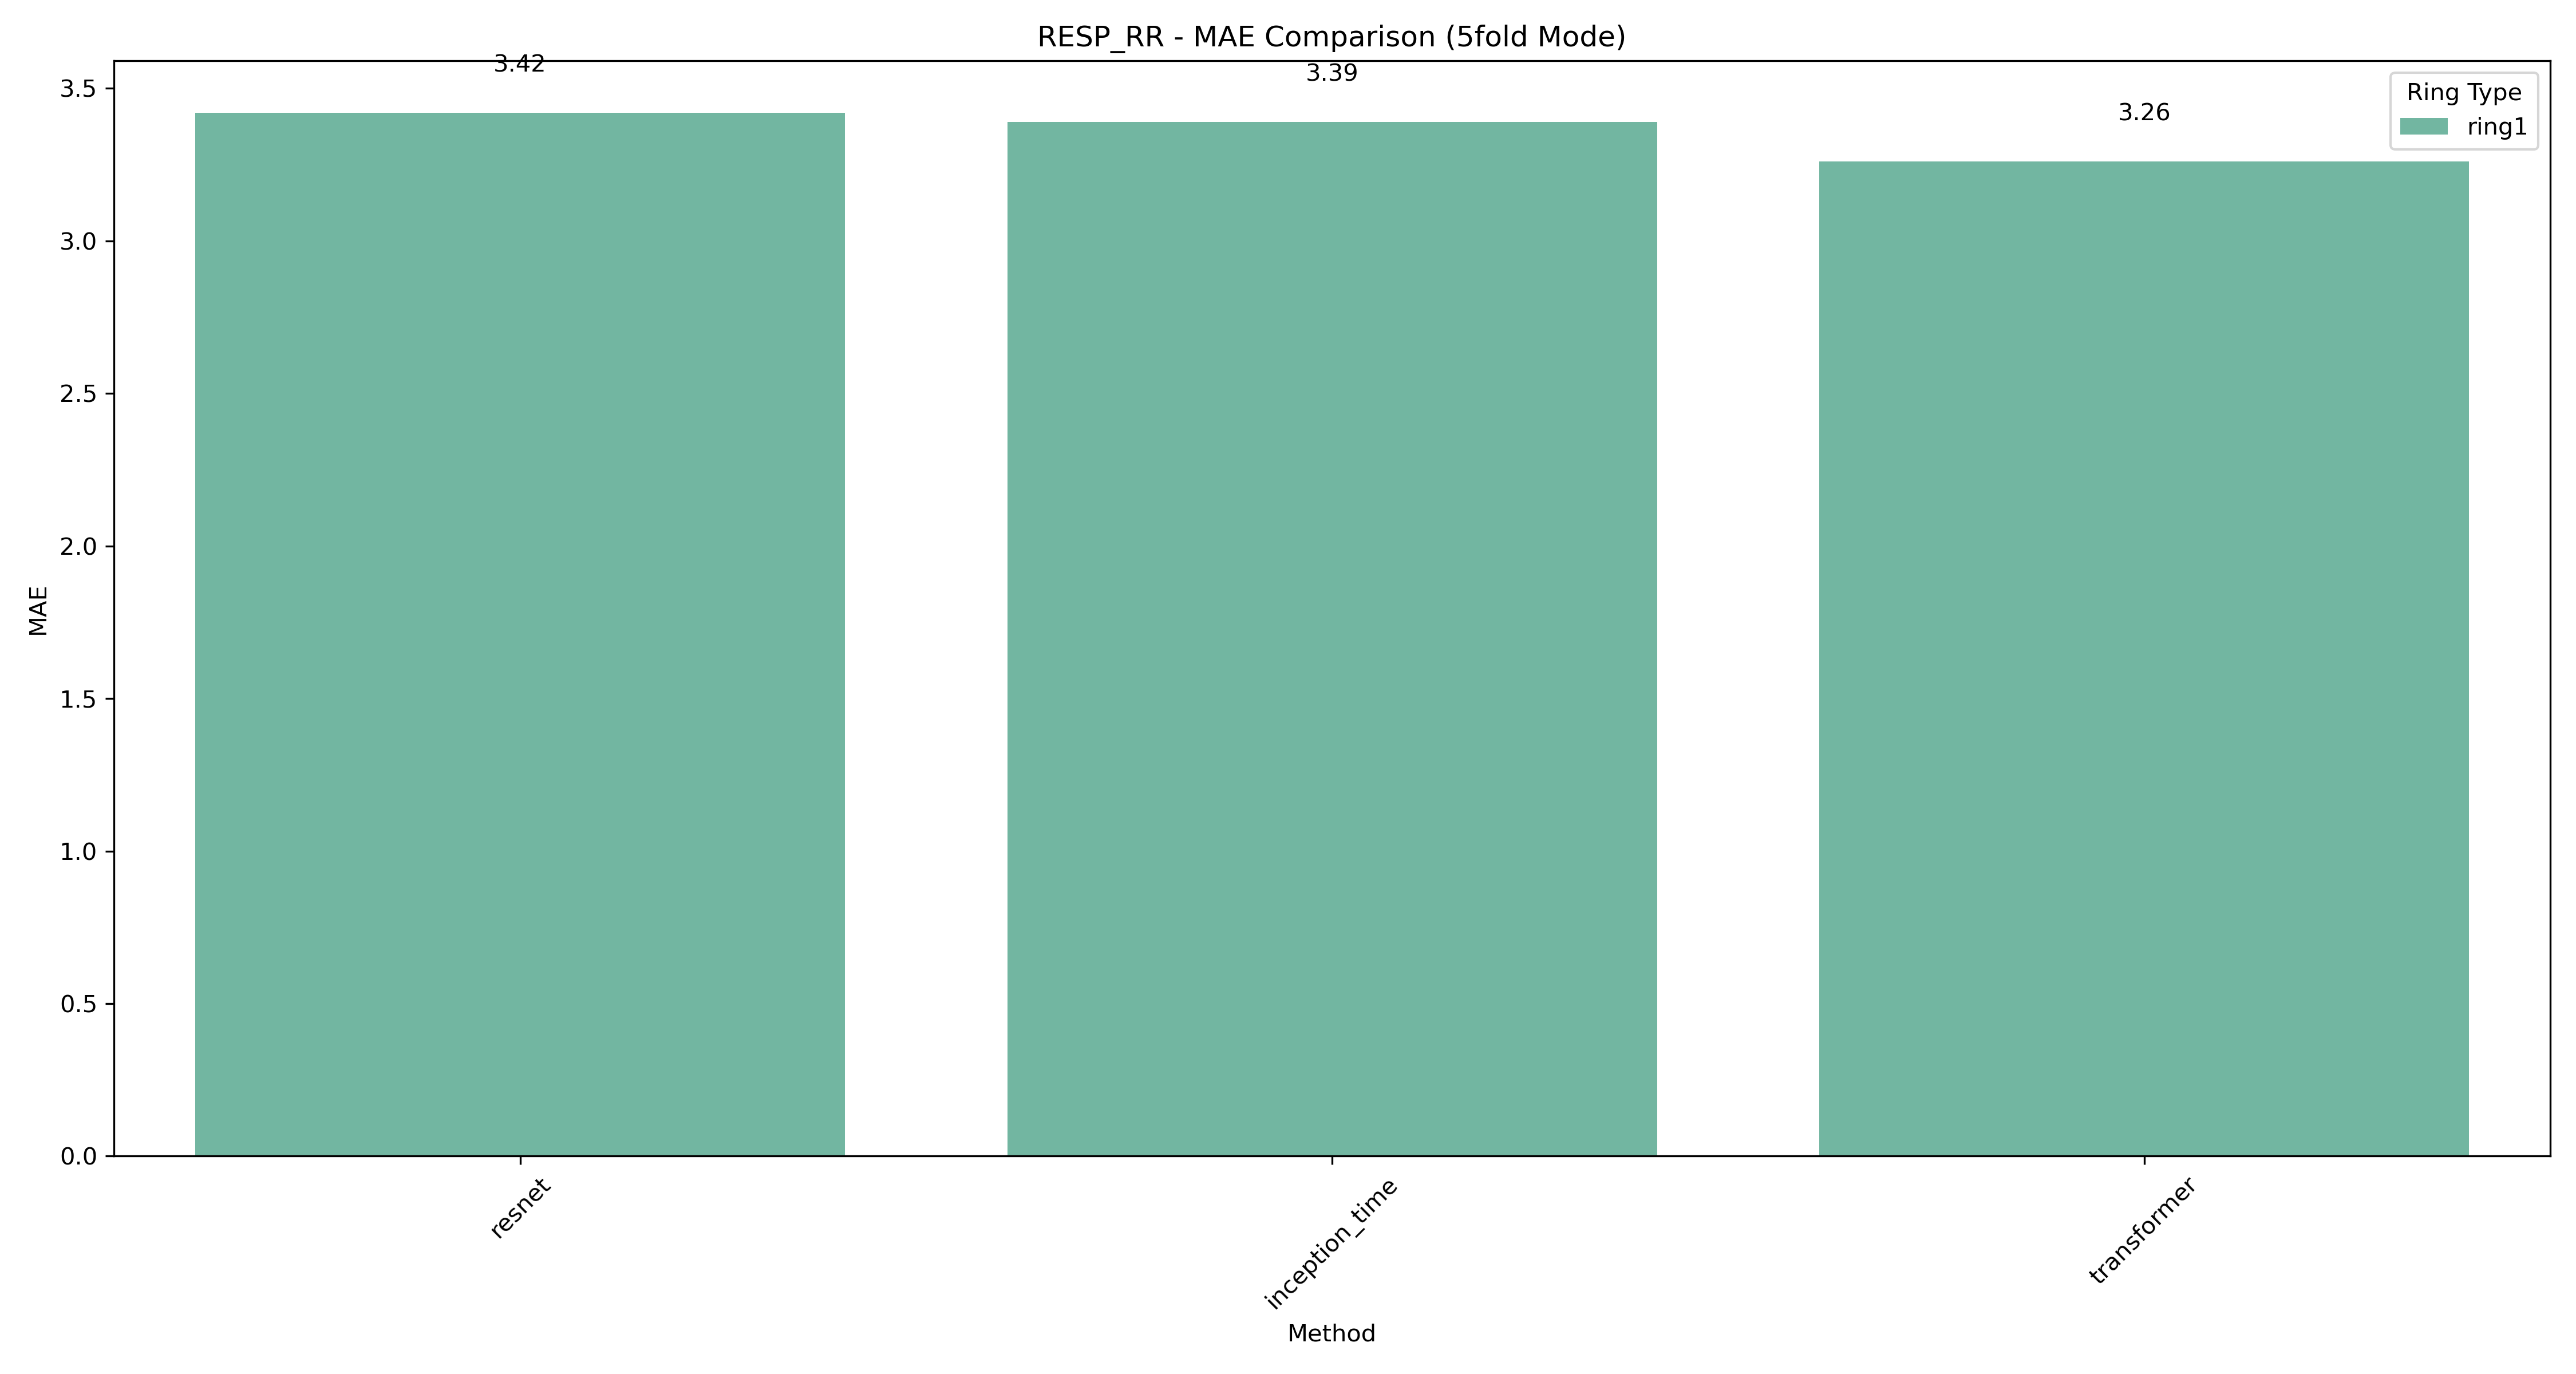 RESP_RR - MAE Comparison (5fold Mode)
3.42
3.39
3.26
Ring Type
ring1
3.5
3.0
2.5
2.0
1.5
1.0
0.5
0.0
MAE
resnet
inception_time
transformer
Method